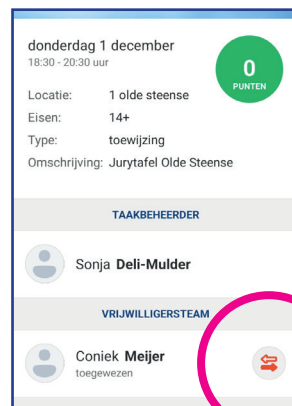 donderdag 1 december
18:30 - 20:30 uur
0
PUNTEN
Locatie: 1 olde steense
Eisen: 14+
Type: toewijzing
Omschrijving: Jurytafel Olde Steense
TAAKBEHEERDER
Sonja Deli-Mulder
VRIJWILLIGERSTEAM
Coniek Meijer
toegewezen